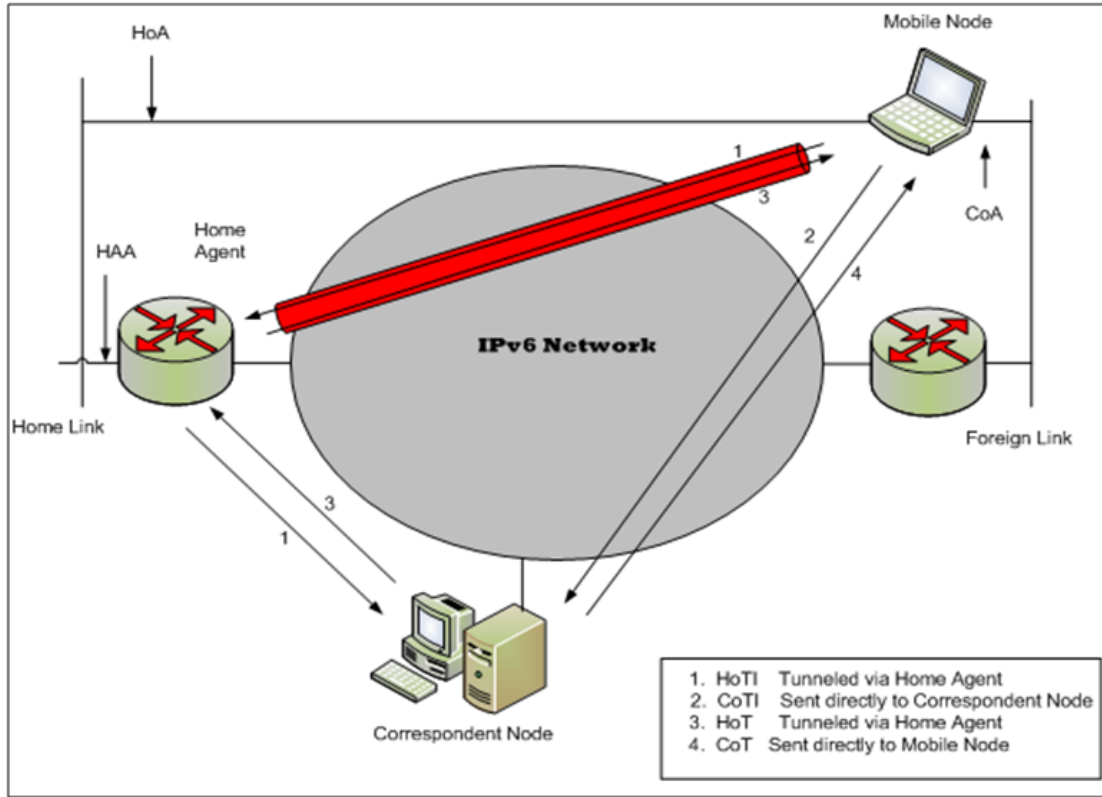 HoA
Mobile Node
1
3
CoA
2
4
Home
Agent
HAA
IPv6 Network
Home Link
Foreign Link
3
1
Correspondent Node
1. HoTI Tunneled via Home Agent
2. CoTI Sent directly to Correspondent Node
3. HoT Tunneled via Home Agent
4. CoT Sent directly to Mobile Node